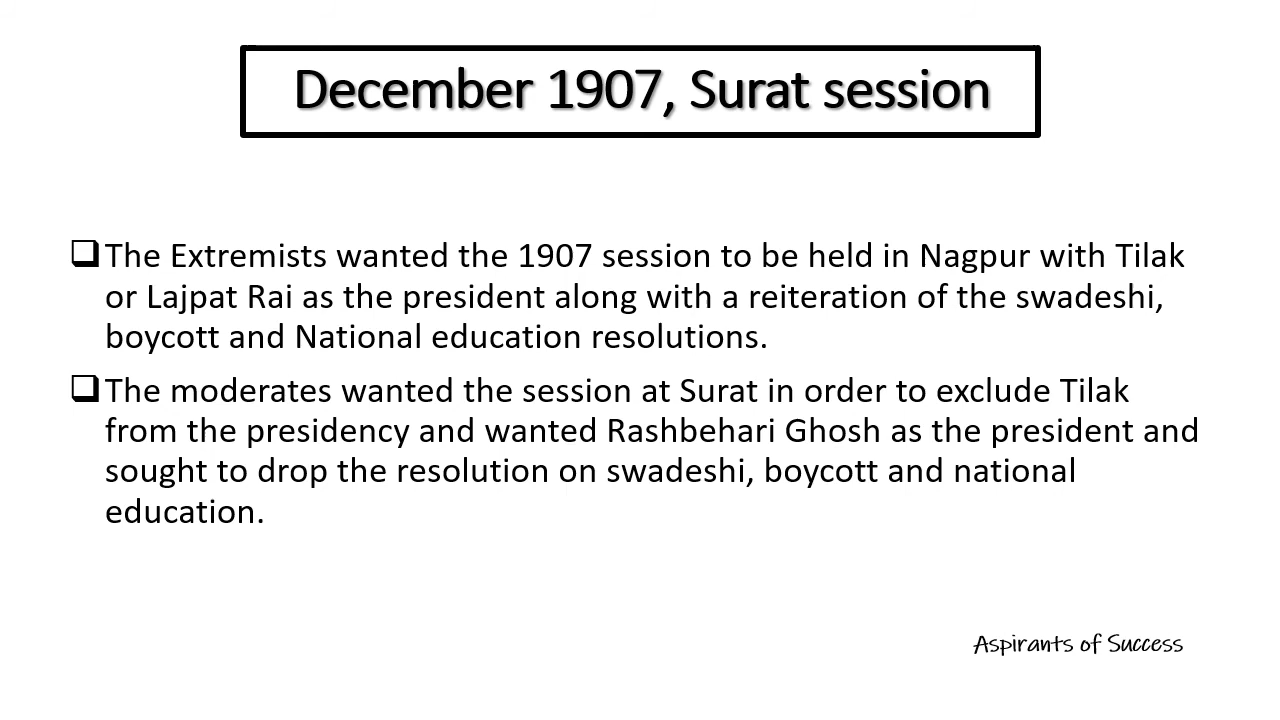 December 1907, Surat session
The Extremists wanted the 1907 session to be held in Nagpur with Tilak
or Lajpat Rai as the president along with a reiteration of the swadeshi,
boycott and National education resolutions.
The moderates wanted the session at Surat in order to exclude Tilak
from the presidency and wanted Rashbehari Ghosh as the president and
sought to drop the resolution on swadeshi, boycott and national
education.
Aspirants of Success